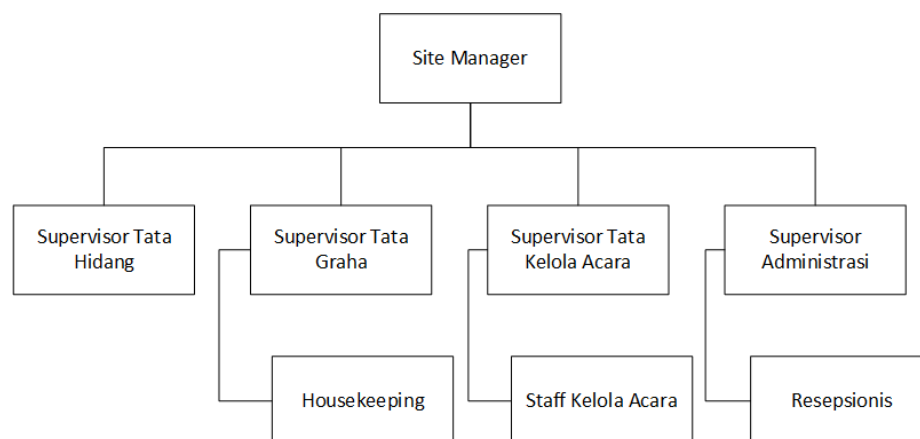 Site Manager
Supervisor Tata
Hidang
Supervisor Tata
Graha
Supervisor Tata
Kelola Acara
Supervisor
Administrasi
Housekeeping
Staff Kelola Acara
Resepsionis